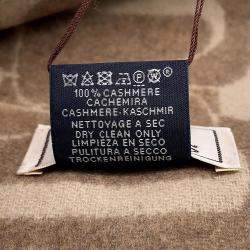 100% CASHMERE
CACHEMIRA
CASHMERE-KASCHMIR
NETTOYAGE A SEC
DRY CLEAN ONLY
LIMPIEZA EN SECO
PULITURA A SECCO
TROCKENREINIGUNG